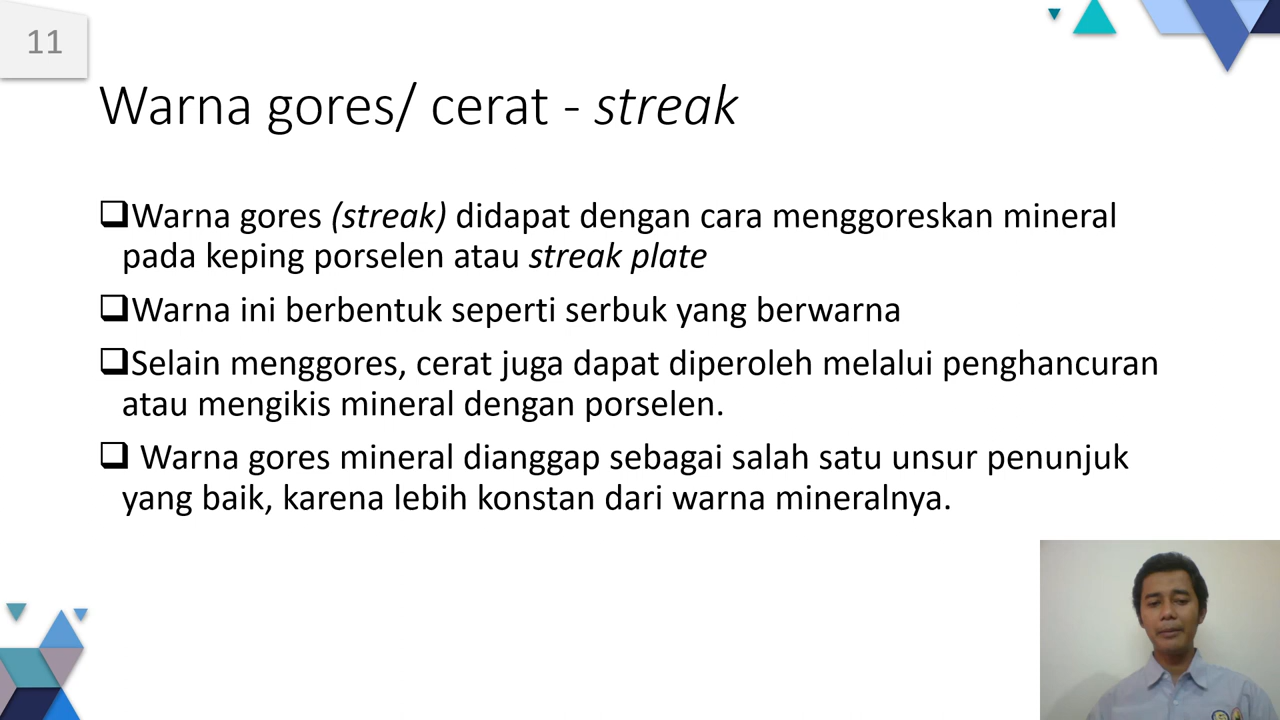 11
Warna gores/ cerat - streak
Warna gores (streak) didapat dengan cara menggoreskan mineral
pada keping porselen atau streak plate
Warna ini berbentuk seperti serbuk yang berwarna
Selain menggores, cerat juga dapat diperoleh melalui penghancuran
atau mengikis mineral dengan porselen.
Warna gores mineral dianggap sebagai salah satu unsur penunjuk
yang baik, karena lebih konstan dari warna mineralnya.